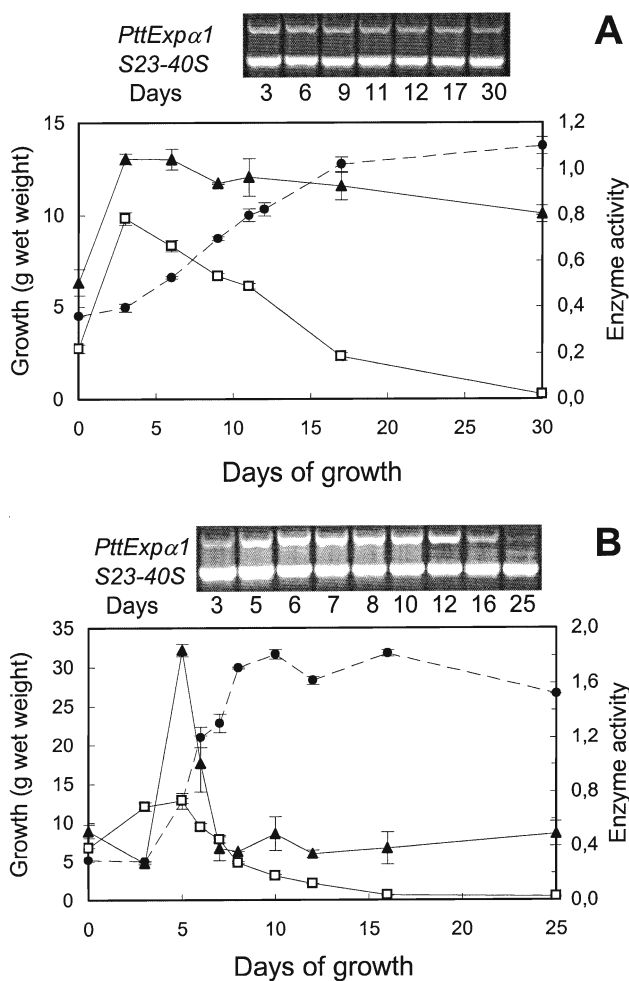 A
PttExpα1
S23-40S
Days 3 6 9 11 12 17 30
15 1,2
1,0
10 0,8
0,6
5 0,4
0,2
0 0,0
0 5 10 15 20 25 30
Growth (g wet weight)
Enzyme activity
Days of growth
B
PttExpα1
S23-40S
Days 3 5 6 7 8 10 12 16 25
35 2,0
30
1,6
25
20 1,2
15
0,8
10
0,4
5
0 0,0
0 5 10 15 20 25
Growth (g wet weight)
Enzyme activity
Days of growth